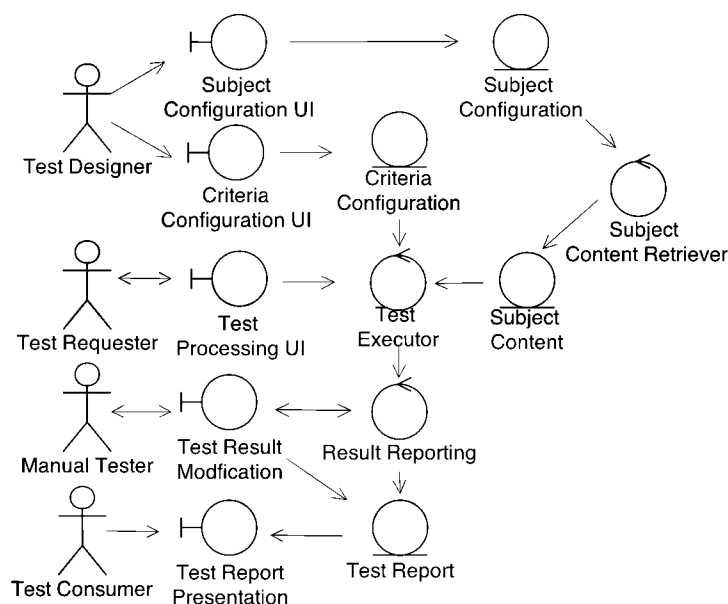 Subject
Configuration UI
Subject
Configuration
Test Designer
Criteria
Configuration UI
Criteria
Configuration
Subject
Content Retriever
Test Requester
Test
Processing UI
Test
Executor
Subject
Content
Manual Tester
Test Result
Modfication
Result Reporting
Test Consumer
Test Report
Presentation
Test Report